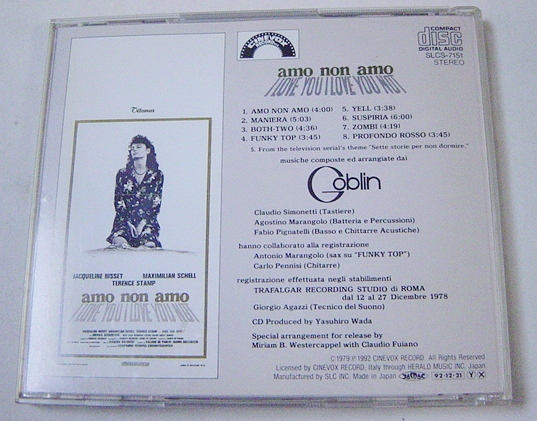 CINEVOX
COMPACT
disc
DIGITAL AUDIO
SLCS-7151
STEREO
amo non amo
I LOVE YOU I LOVE YOU NOT
1. AMO NON AMO (4:00)
2. MANIERA (5:03)
3. BOTH-TWO (4:36)
4. FUNKY TOP (3:45)
5. YELL (3:38)
6. SUSPIRIA (6:00)
7. ZOMBI (4:19)
8. PROFONDO ROSSO (3:45)
5. From the television serial's theme "Sette storie per non dormire."
musiche composte ed arrangiate dai
Goblin
Claudio Simonetti (Tastiere)
Agostino Marangolo (Batteria e Percussioni)
Fabio Pignatelli (Basso e Chittarre Acustiche)
hanno collaborato alla registrazione
Antonio Marangolo (sax su "FUNKY TOP")
Carlo Pennisi (Chitarre)
registrazione effettuata negli stabilimenti
TRAFALGAR RECORDING STUDIO di ROMA
dal 12 al 27 Dicembre 1978
Giorgio Agazzi (Tecnico del Suono)
CD Produced by Yasuhiro Wada
Special arrangement for release by
Miriam B. Westercappel with Claudio Fuiano
©1979 ℗1992 CINEVOX RECORD. All Rights Reserved.
Licensed by CINEVOX RECORD, Italy through HERALD MUSIC INC, Japan.
Manufactured by SLC INC. Made in Japan
92·12·21 Y X
Titanus
JACQUELINE BISSET MAXIMILIAN SCHELL
TERENCE STAMP
amo non amo
I LOVE YOU I LOVE YOU NOT